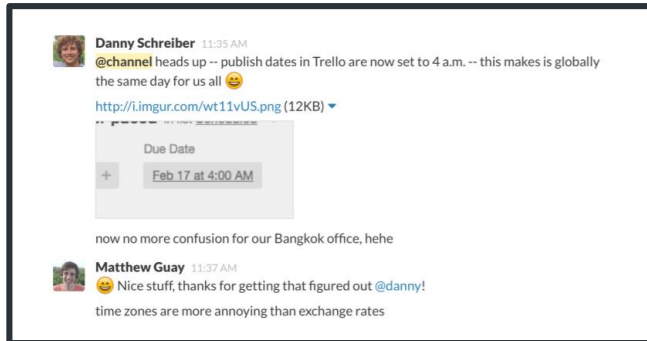 Danny Schreiber 11:35 AM
@channel heads up -- publish dates in Trello are now set to 4 a.m. -- this makes is globally
the same day for us all
http://i.imgur.com/wt11vUS.png (12KB)
Due Date
+ Feb 17 at 4:00 AM
now no more confusion for our Bangkok office, hehe
Matthew Guay 11:37 AM
Nice stuff, thanks for getting that figured out @danny!
time zones are more annoying than exchange rates